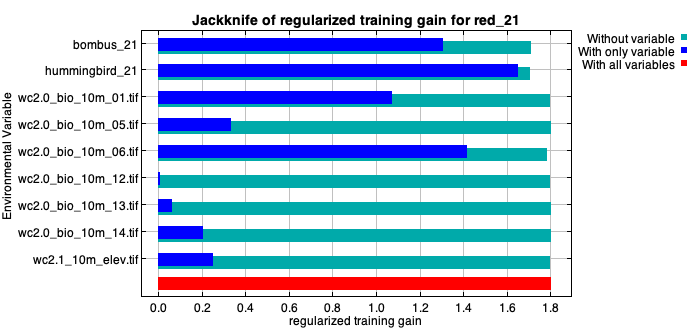 Jackknife of regularized training gain for red_21
Without variable
With only variable
With all variables
Environmental Variable
bombus_21
hummingbird_21
wc2.0_bio_10m_01.tif
wc2.0_bio_10m_05.tif
wc2.0_bio_10m_06.tif
wc2.0_bio_10m_12.tif
wc2.0_bio_10m_13.tif
wc2.0_bio_10m_14.tif
wc2.1_10m_elev.tif
0.0 0.2 0.4 0.6 0.8 1.0 1.2 1.4 1.6 1.8
regularized training gain